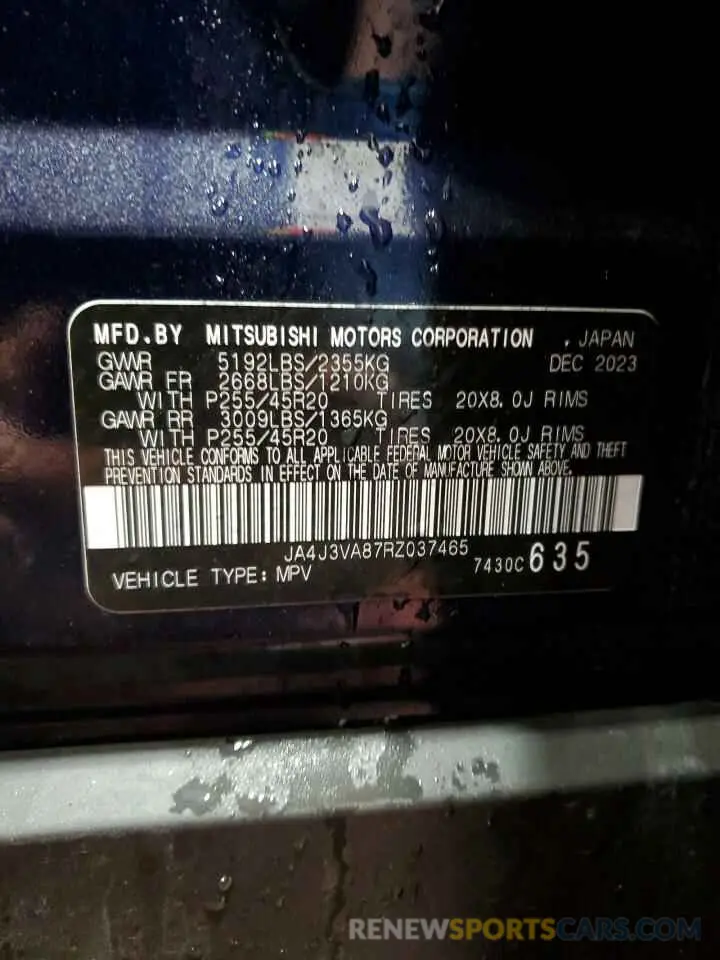 MFD.BY MITSUBISHI MOTORS CORPORATION , JAPAN
GVWR 5192LBS/2355KG DEC 2023
GAWR FR 2668LBS/1210KG
WITH P255/45R20 TIRES 20X8.0J RIMS
GAWR RR 3009LBS/1365KG
WITH P255/45R20 TIRES 20X8.0J RIMS
THIS VEHICLE CONFORMS TO ALL APPLICABLE FEDERAL MOTOR VEHICLE SAFETY AND THEFT
PREVENTION STANDARDS IN EFFECT ON THE DATE OF MANUFACTURE SHOWN ABOVE.
JA4J3VA87RZ037465
VEHICLE TYPE: MPV 7430C 635
RENEWSPORTSCARS.COM